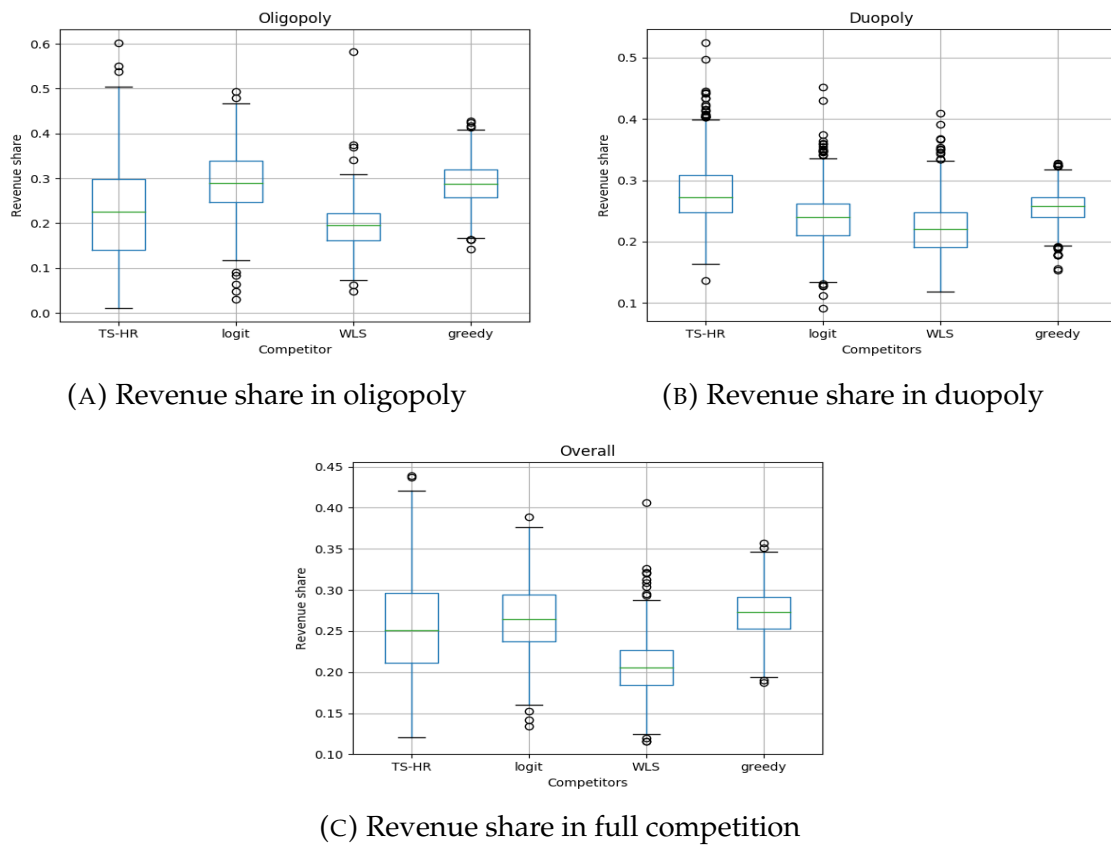 Oligopoly
0.6
0.5
0.4
0.3
0.2
0.1
0.0
Revenue share
TS-HR logit WLS greedy
Competitor
(A) Revenue share in oligopoly
Duopoly
0.5
0.4
0.3
0.2
0.1
Revenue share
TS-HR logit WLS greedy
Competitors
(B) Revenue share in duopoly
Overall
0.45
0.40
0.35
0.30
0.25
0.20
0.15
0.10
Revenue share
TS-HR logit WLS greedy
Competitors
(C) Revenue share in full competition